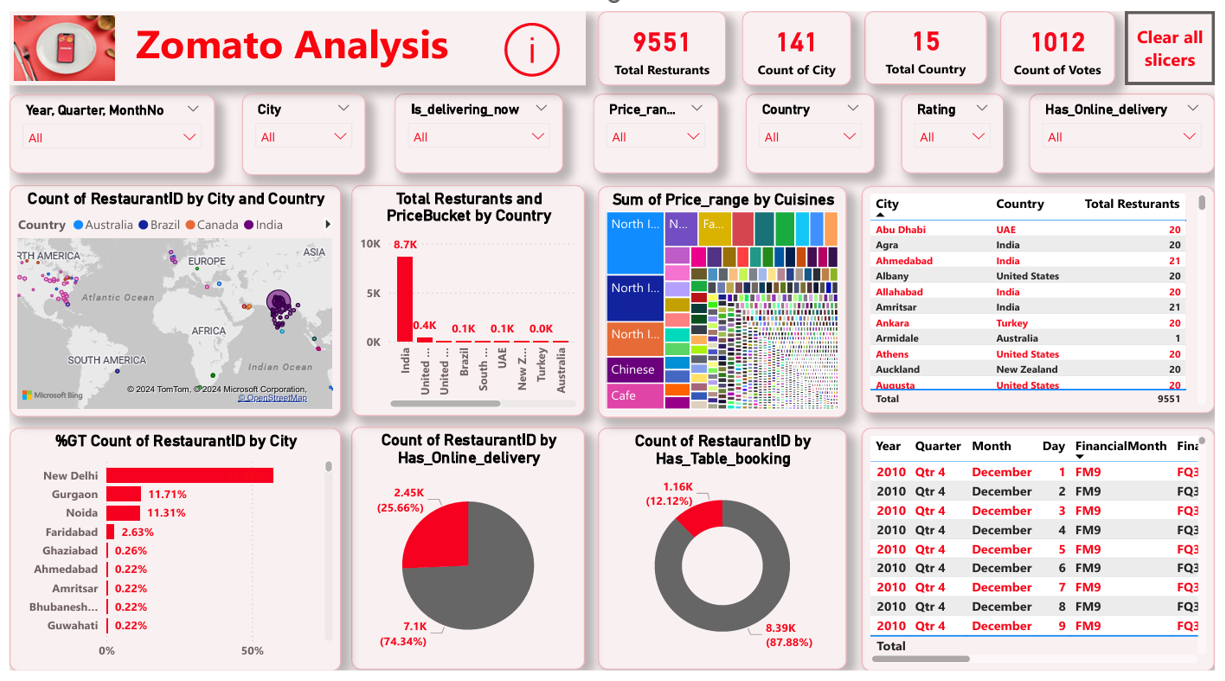 Zomato Analysis
i
9551
Total Resturants
141
Count of City
15
Total Country
1012
Count of Votes
Clear all
slicers
Year, Quarter, MonthNo
All
City
All
Is_delivering_now
All
Price_ran...
All
Country
All
Rating
All
Has_Online_delivery
All
Count of RestaurantID by City and Country
Country Australia Brazil Canada India
RTH AMERICA
EUROPE
ASIA
Atlantic Ocean
AFRICA
SOUTH AMERICA
Indian Ocean
Microsoft Bing
© 2024 TomTom, © 2024 Microsoft Corporation,
© OpenStreetMap
Total Resturants and
PriceBucket by Country
10K
5K
0K
8.7K
0.4K
0.1K
0.1K
0.0K
India
United ...
United ...
Brazil
South ...
UAE
New Z...
Turkey
Australia
Sum of Price_range by Cuisines
North I...
N...
Fa...
North I...
North I...
Chinese
Cafe
City Country Total Resturants
Abu Dhabi UAE 20
Agra India 20
Ahmedabad India 21
Albany United States 20
Allahabad India 20
Amritsar India 21
Ankara Turkey 20
Armidale Australia 1
Athens United States 20
Auckland New Zealand 20
Augusta United States 20
Total 9551
%GT Count of RestaurantID by City
New Delhi
Gurgaon 11.71%
Noida 11.31%
Faridabad 2.63%
Ghaziabad 0.26%
Ahmedabad 0.22%
Amritsar 0.22%
Bhubanesh... 0.22%
Guwahati 0.22%
0% 50%
Count of RestaurantID by
Has_Online_delivery
2.45K
(25.66%)
7.1K
(74.34%)
Count of RestaurantID by
Has_Table_booking
1.16K
(12.12%)
8.39K
(87.88%)
Year Quarter Month Day FinancialMonth Fina
2010 Qtr 4 December 1 FM9 FQ3
2010 Qtr 4 December 2 FM9 FQ3
2010 Qtr 4 December 3 FM9 FQ3
2010 Qtr 4 December 4 FM9 FQ3
2010 Qtr 4 December 5 FM9 FQ3
2010 Qtr 4 December 6 FM9 FQ3
2010 Qtr 4 December 7 FM9 FQ3
2010 Qtr 4 December 8 FM9 FQ3
2010 Qtr 4 December 9 FM9 FQ3
Total